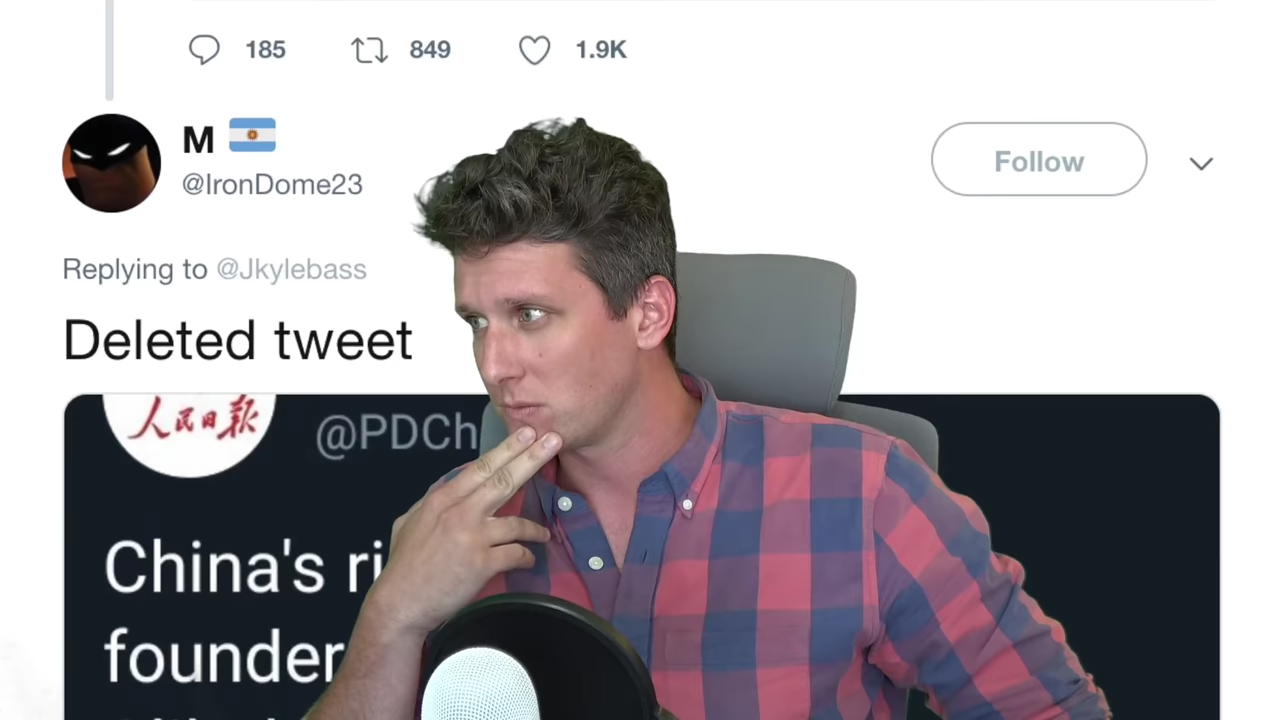 185 849 1.9K
M
@IronDome23
Follow
Replying to @Jkylebass
Deleted tweet
人民日报
@PDCh
China's ri
founder